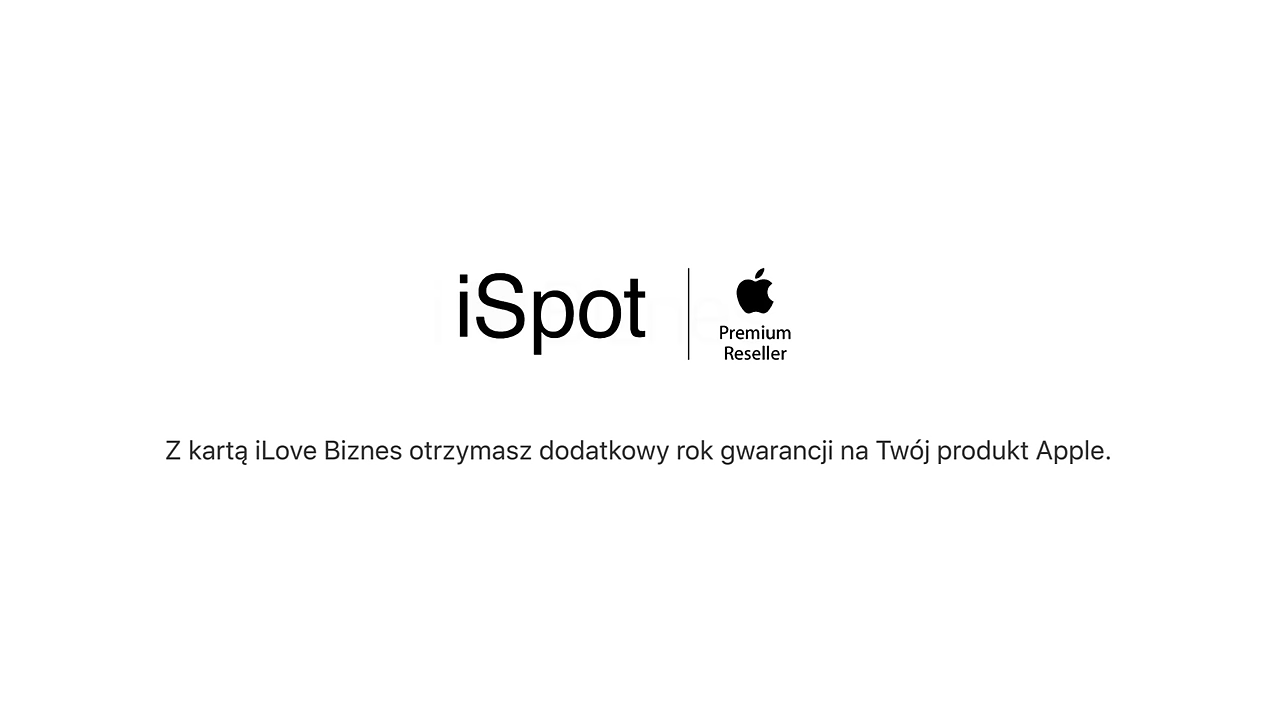 iSpot
Premium
Reseller
Z kartą iLove Biznes otrzymasz dodatkowy rok gwarancji na Twój produkt Apple.